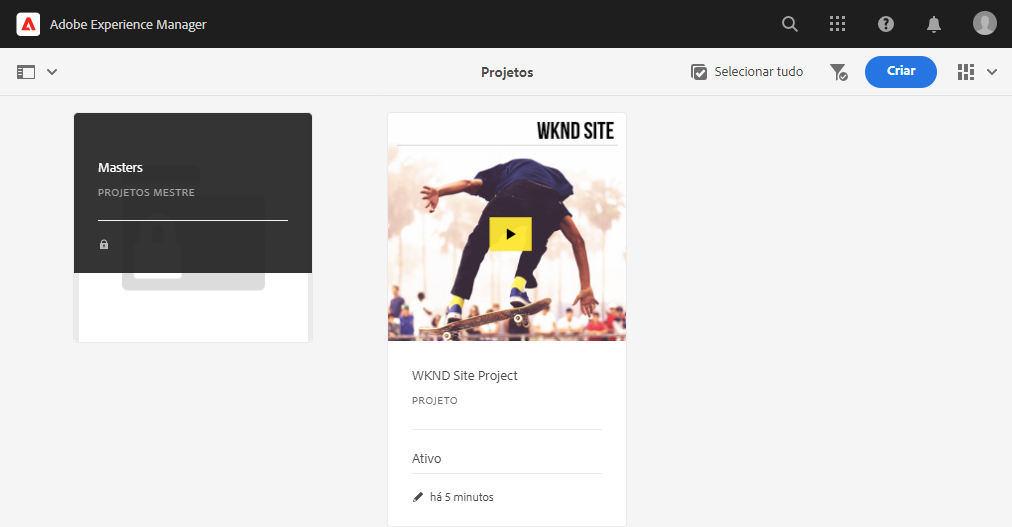 Adobe Experience Manager
Projetos
Selecionar tudo
Criar
Masters
PROJETOS MESTRE
WKND SITE
WKND Site Project
PROJETO
Ativo
há 5 minutos